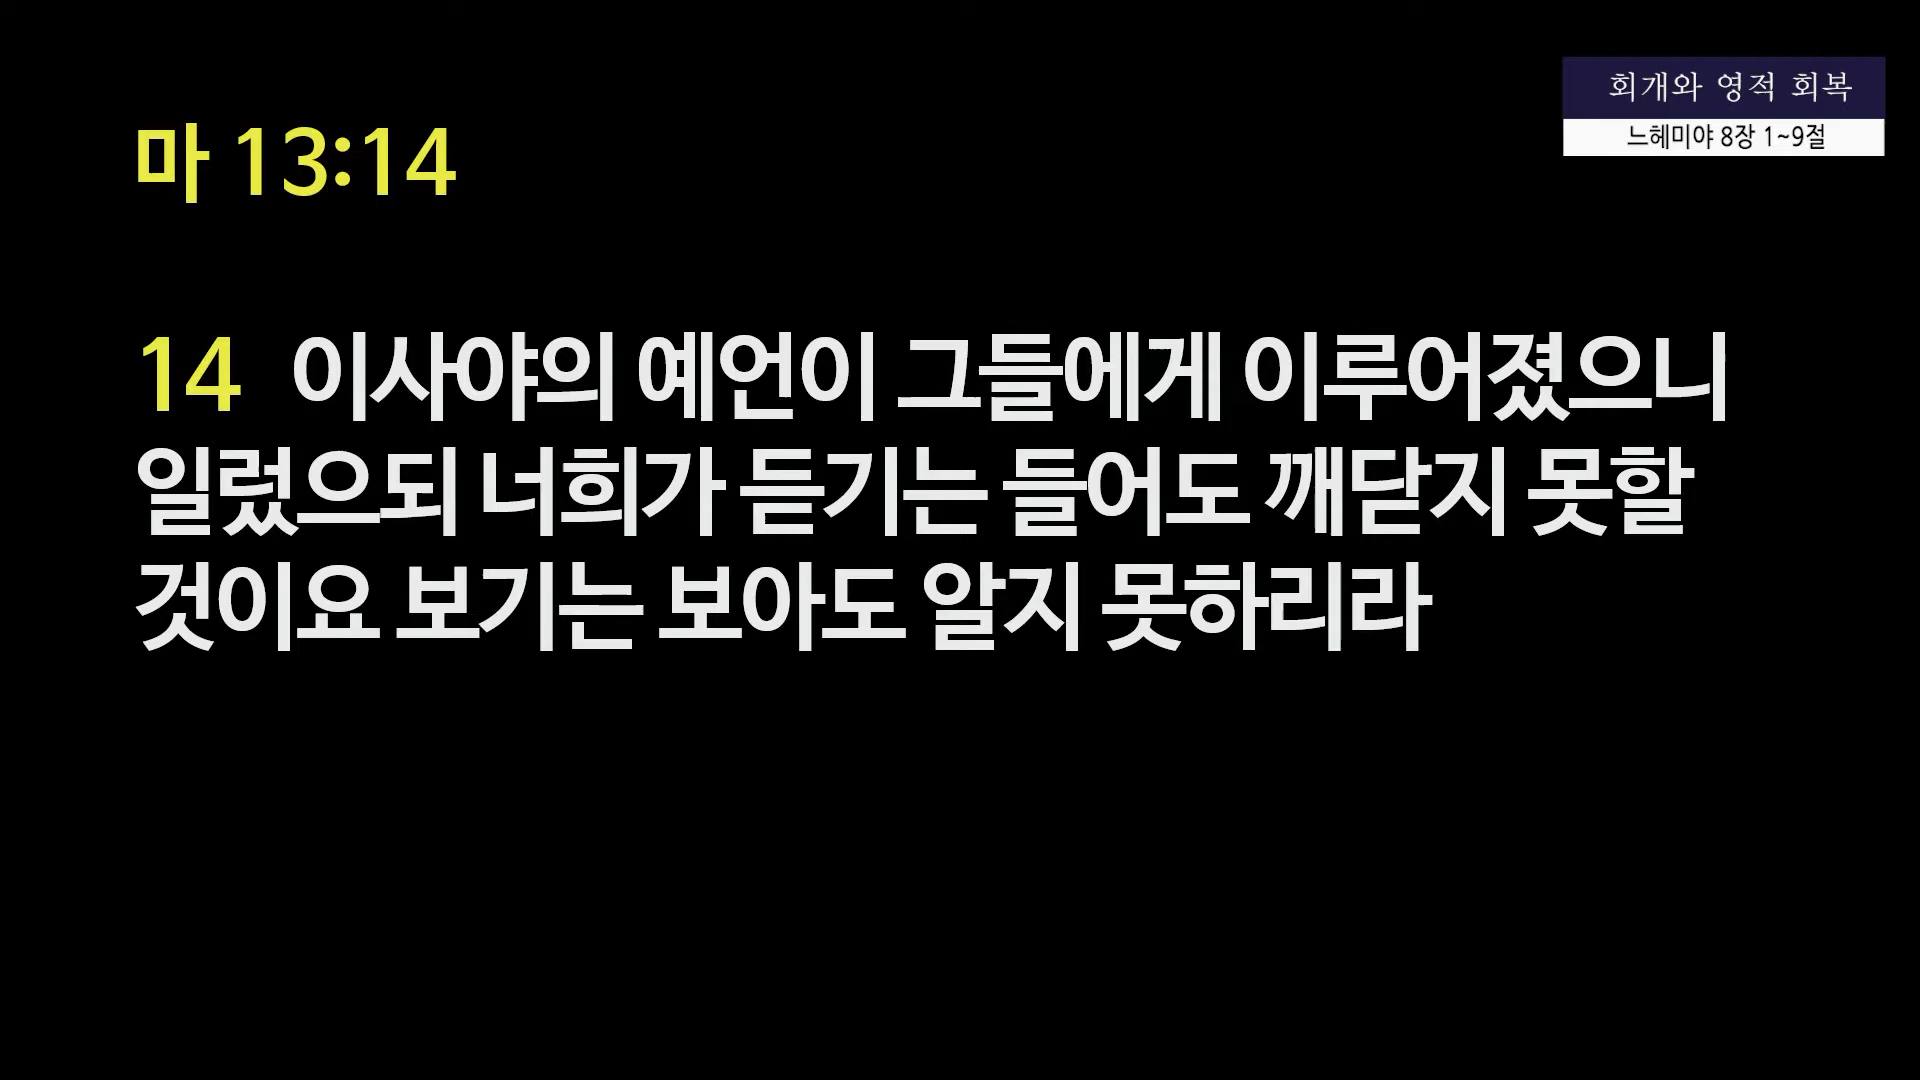 회개와 영적 회복
느헤미야 8장 1~9절
마 13:14
14 이사야의 예언이 그들에게 이루어졌으니
일렀으되 너희가 듣기는 들어도 깨닫지 못할
것이요 보기는 보아도 알지 못하리라